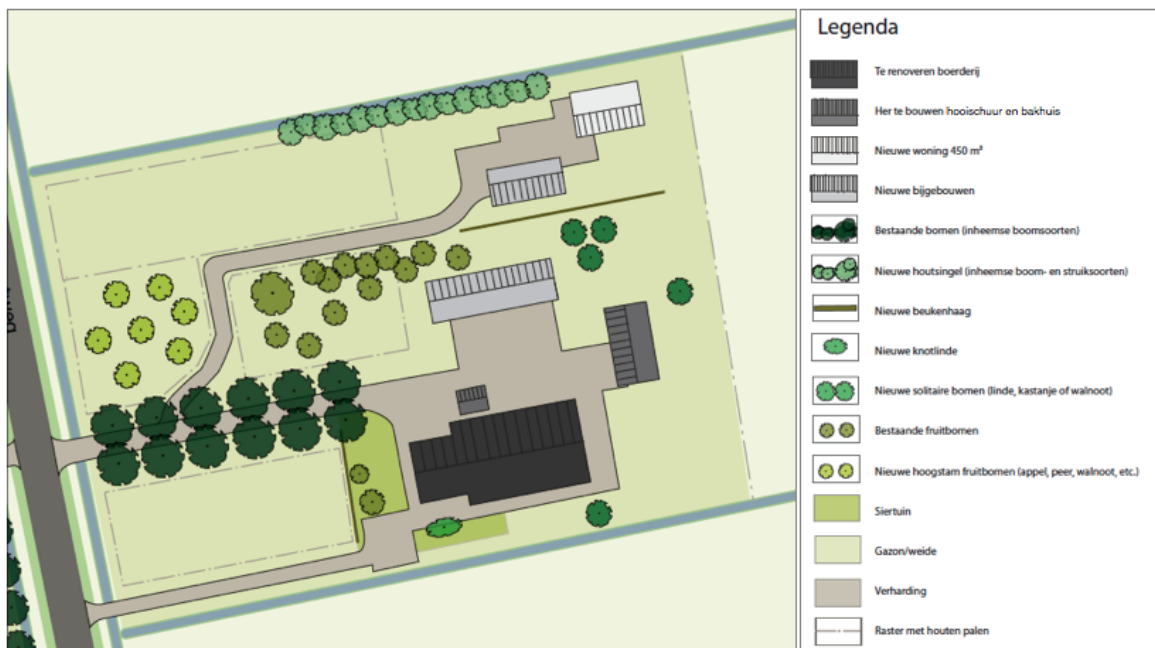 Legenda
Te renoveren boerderij
Her te bouwen hooischuur en bakhuis
Nieuwe woning 450 m³
Nieuwe bijgebouwen
Bestaande bomen (inheemse boomsoorten)
Nieuwe houtsingel (inheemse boom- en struiksoorten)
Nieuwe beukenhaag
Nieuwe knotlinde
Nieuwe solitaire bomen (linde, kastanje of walnoot)
Bestaande fruitbomen
Nieuwe hoogstam fruitbomen (appel, peer, walnoot, etc.)
Siertuin
Gazon/weide
Verharding
Raster met houten palen